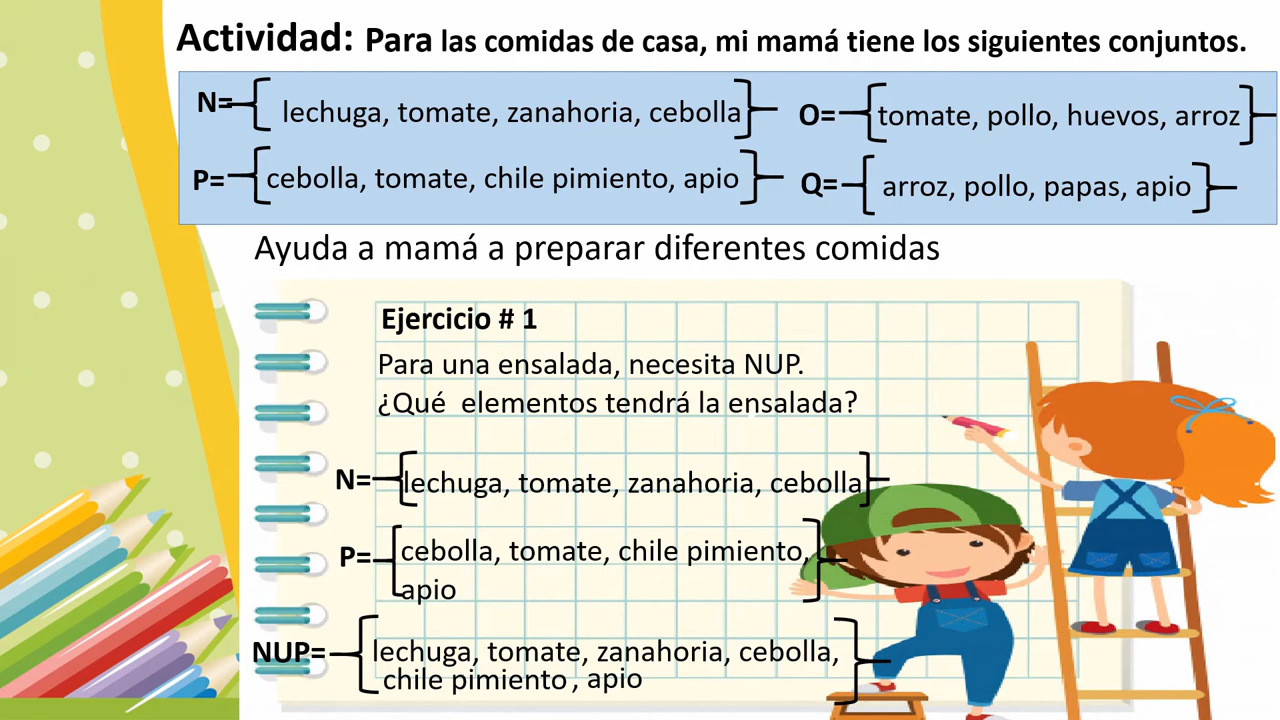 Actividad: Para las comidas de casa, mi mamá tiene los siguientes conjuntos.
N= lechuga, tomate, zanahoria, cebolla
O= tomate, pollo, huevos, arroz
P= cebolla, tomate, chile pimiento, apio
Q= arroz, pollo, papas, apio
Ayuda a mamá a preparar diferentes comidas
Ejercicio # 1
Para una ensalada, necesita NUP.
¿Qué elementos tendrá la ensalada?
N= lechuga, tomate, zanahoria, cebolla
P= cebolla, tomate, chile pimiento,
apio
NUP= lechuga, tomate, zanahoria, cebolla,
chile pimiento, apio